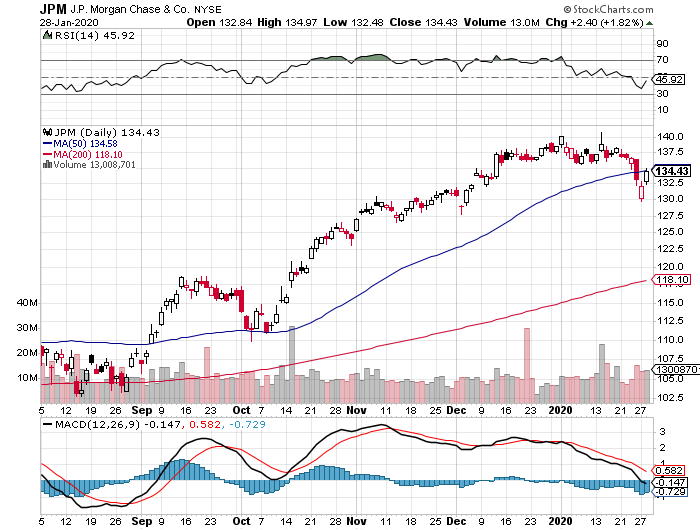 JPM J.P. Morgan Chase & Co. NYSE
© StockCharts.com
28-Jan-2020
Open 132.84 High 134.97 Low 132.48 Close 134.43 Volume 13.0M Chg +2.40 (+1.82%)
RSI(14) 45.92
90
70
50
45.92
30
10
JPM (Daily) 134.43
MA(50) 134.58
MA(200) 118.10
Volume 13,008,701
140.0
137.5
134.43
132.5
130.0
127.5
125.0
122.5
120.0
118.10
115.0
112.5
110.0
107.5
105.0
102.5
40M
30M
20M
10M
1300870
5 12 19 26 Sep 9 16 23 Oct 7 14 21 Nov 11 18 25 Dec 9 16 23 2020 13 21 27
MACD(12,26,9) -0.147, 0.582, -0.729
3
2
1
0.582
-0.147
-0.729
5 12 19 26 Sep 9 16 23 Oct 7 14 21 Nov 11 18 25 Dec 9 16 23 2020 13 21 27